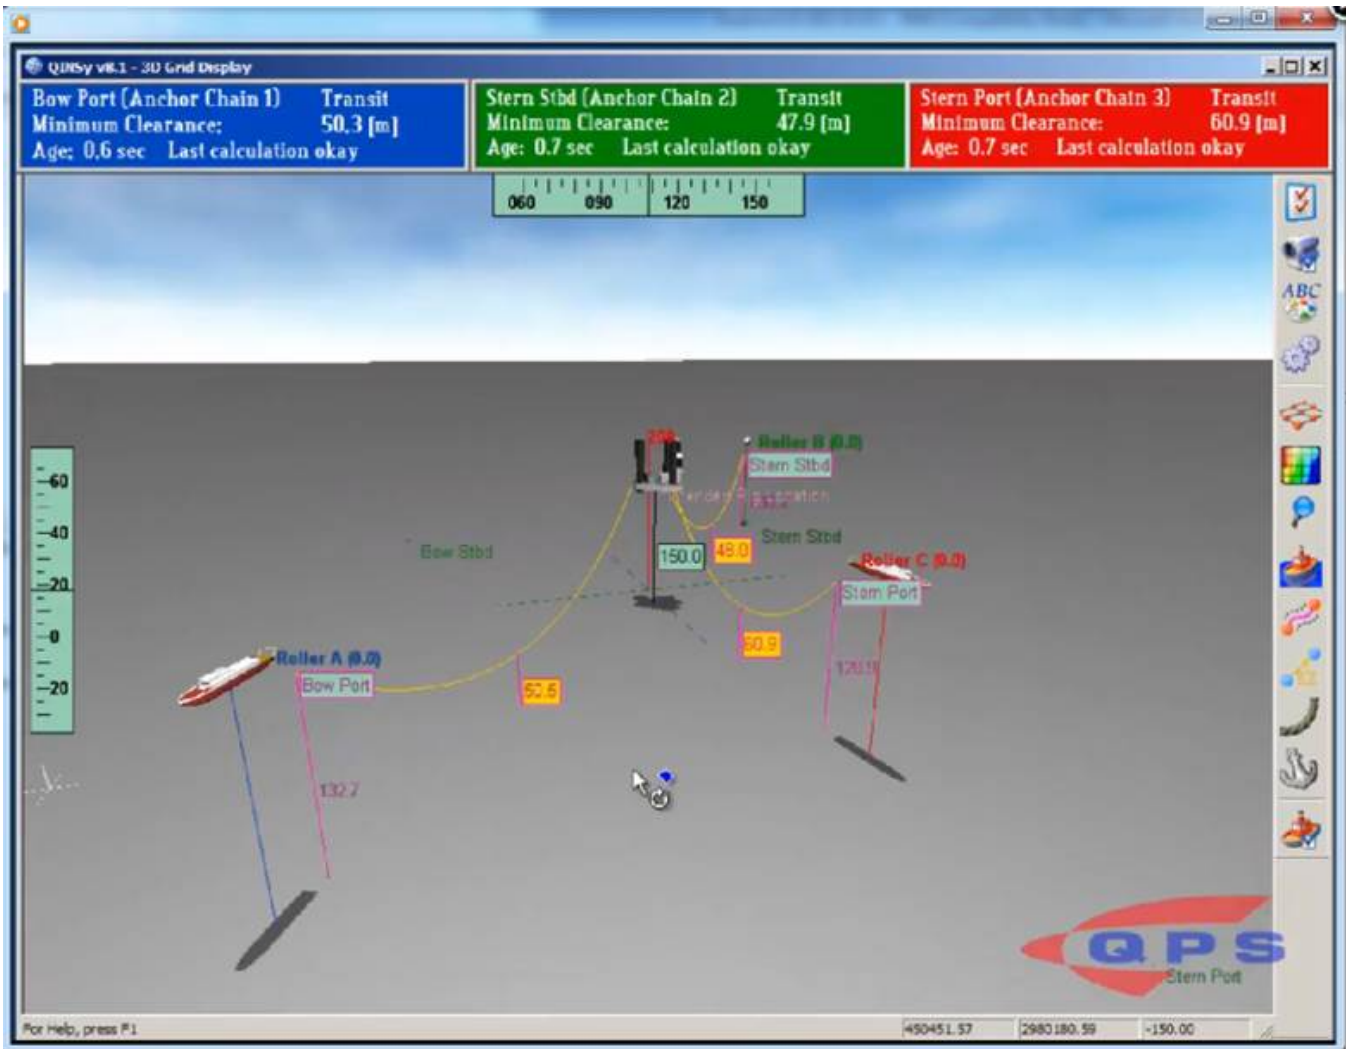 QINSy v8.1 - 3D Grid Display
Bow Port (Anchor Chain 1) Transit
Minimum Clearance: 50.3 [m]
Age: 0.6 sec Last calculation okay
Stern Stbd (Anchor Chain 2) Transit
Minimum Clearance: 47.9 [m]
Age: 0.7 sec Last calculation okay
Stern Port (Anchor Chain 3) Transit
Minimum Clearance: 60.9 [m]
Age: 0.7 sec Last calculation okay
060 090 120 150
ABC
-60
-40
-20
-0
-20
Roller B (0.0)
Stern Stbd
Bow Stbd
Stern Stbd
150.0
48.0
Roller C (0.0)
Stern Port
60.9
Roller A (0.0)
Bow Port
50.6
132.7
QPS
Stern Port
For Help, press F1
450451.57 2980180.59 -150.00